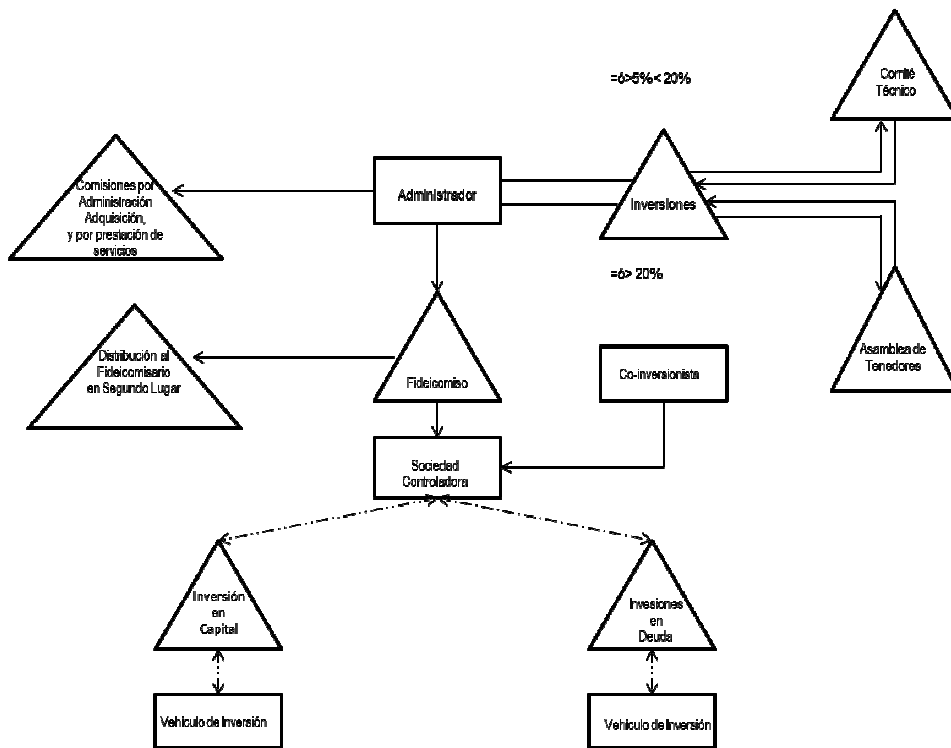 =ó>5%<20%
Comité
Técnico
Comisiones por
Administración
Adquisición,
y por prestación de
servicios
Administrador
Inversiones
=ó> 20%
Distribución al
Fideicomisario
en Segundo Lugar
Fideicomiso
Co-inversionista
Asamblea de
Tenedores
Sociedad
Controladora
Inversión
en
Capital
Invesiones
en
Deuda
Vehículo de Inversión
Vehículo de Inversión